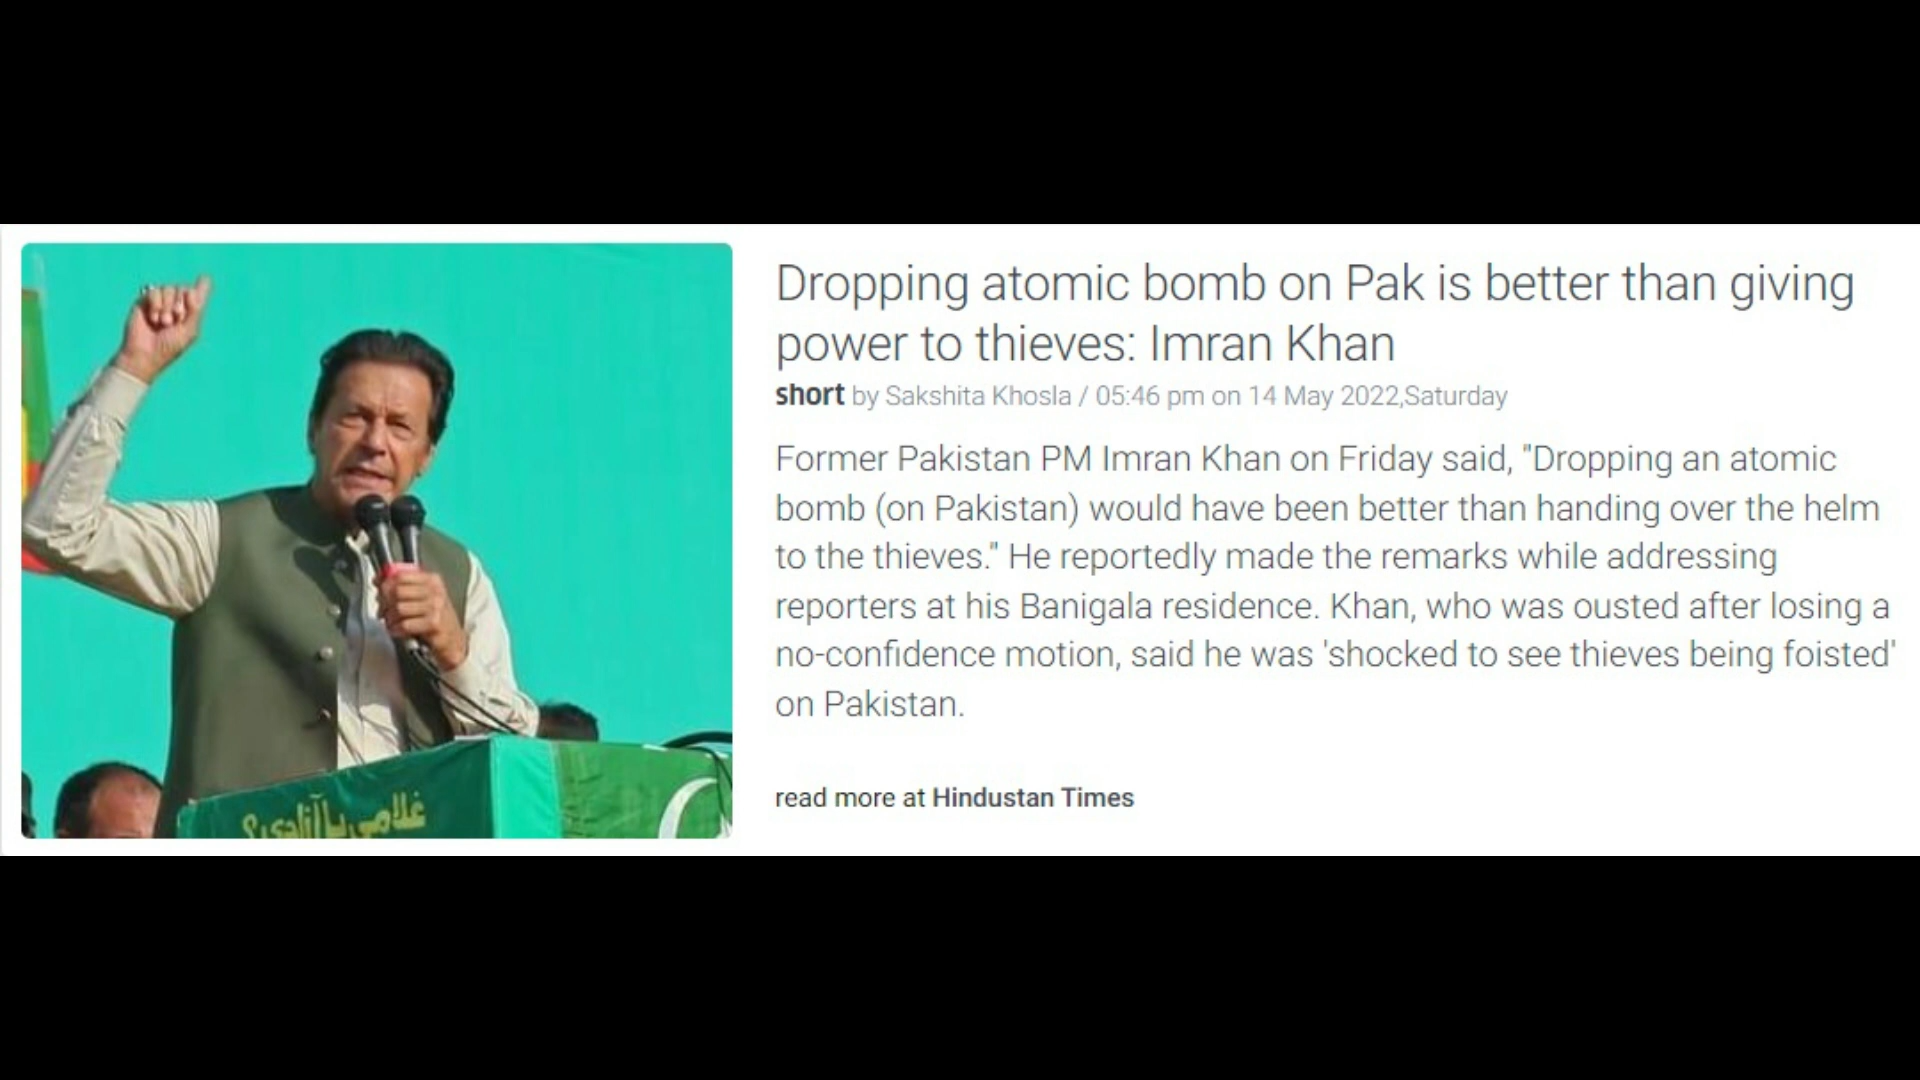 Dropping atomic bomb on Pak is better than giving
power to thieves: Imran Khan
short by Sakshita Khosla / 05:46 pm on 14 May 2022,Saturday
Former Pakistan PM Imran Khan on Friday said, "Dropping an atomic
bomb (on Pakistan) would have been better than handing over the helm
to the thieves." He reportedly made the remarks while addressing
reporters at his Banigala residence. Khan, who was ousted after losing a
no-confidence motion, said he was 'shocked to see thieves being foisted'
on Pakistan.
read more at Hindustan Times
غلامی یا آزادی؟